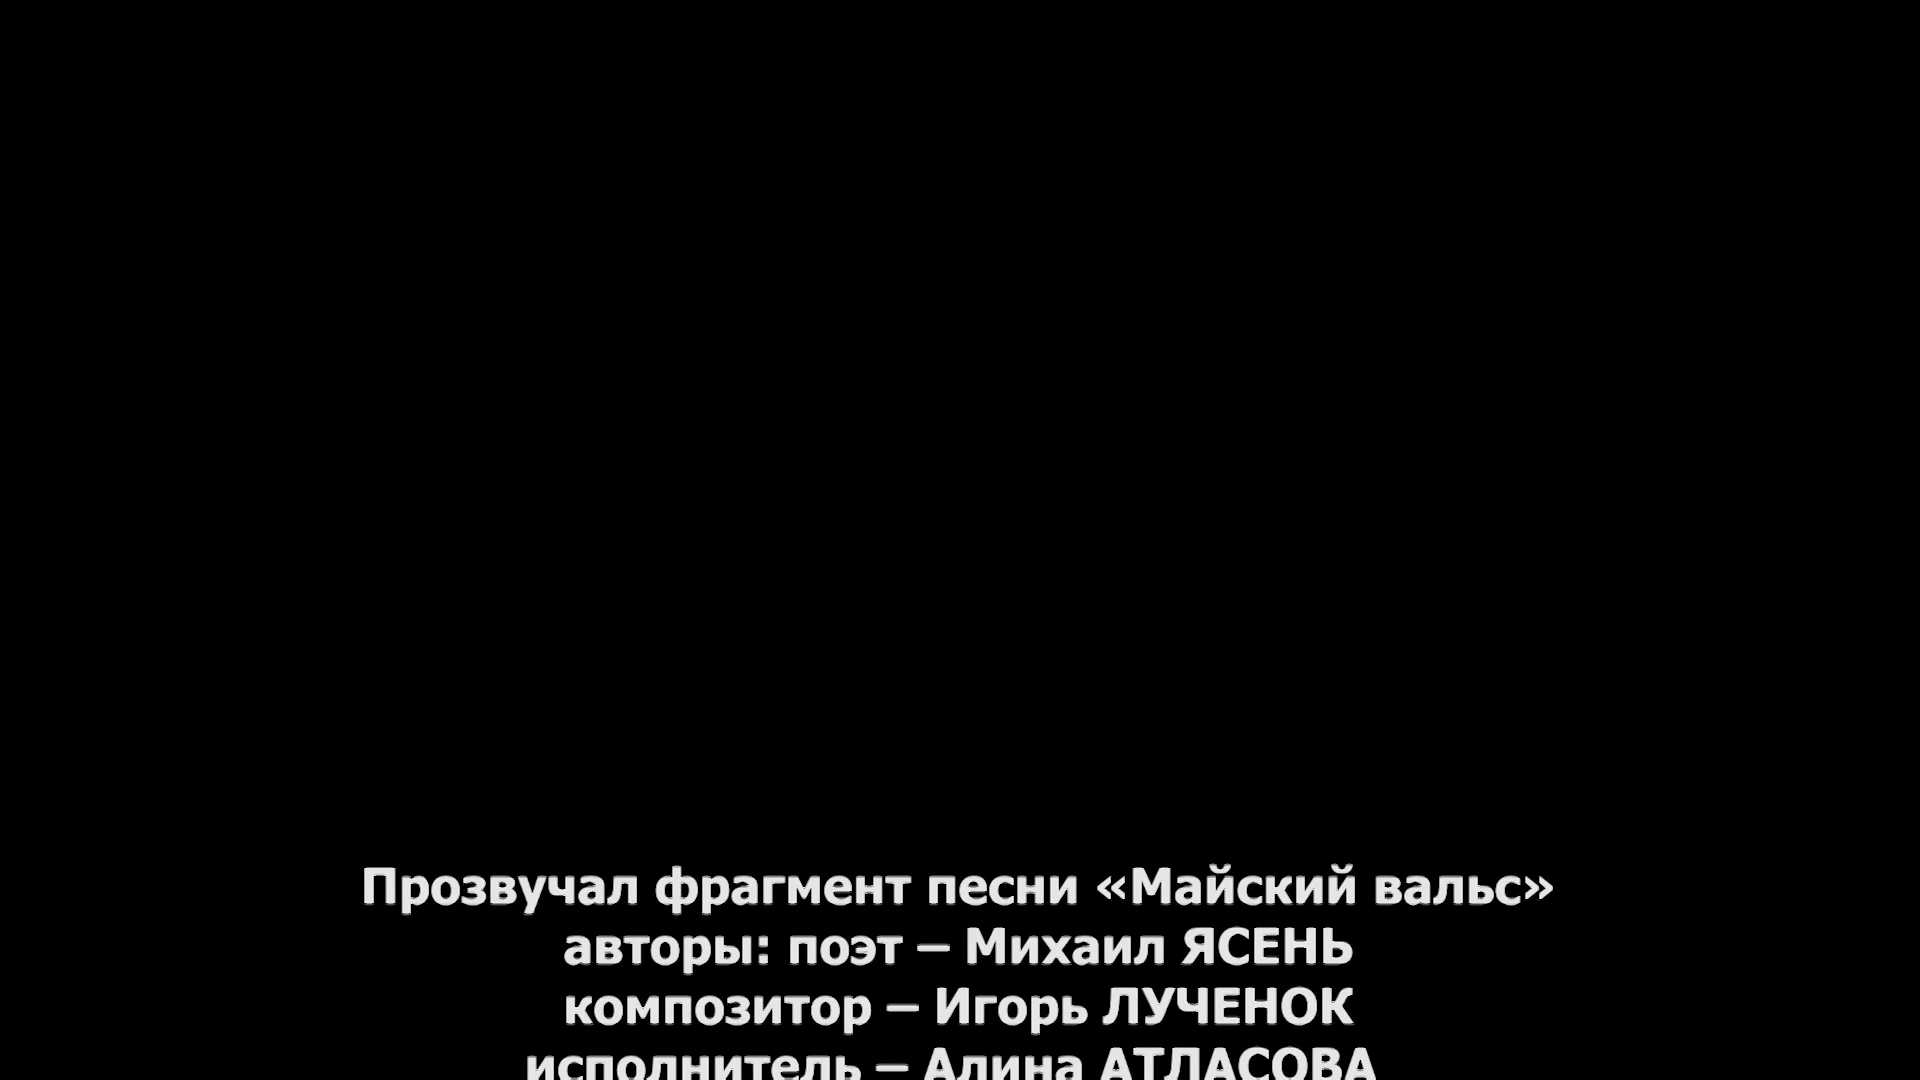 Прозвучал фрагмент песни «Майский вальс»
авторы: поэт – Михаил ЯСЕНЬ
композитор – Игорь ЛУЧЕНОК
исполнитель – Алина АТЛАСОВА